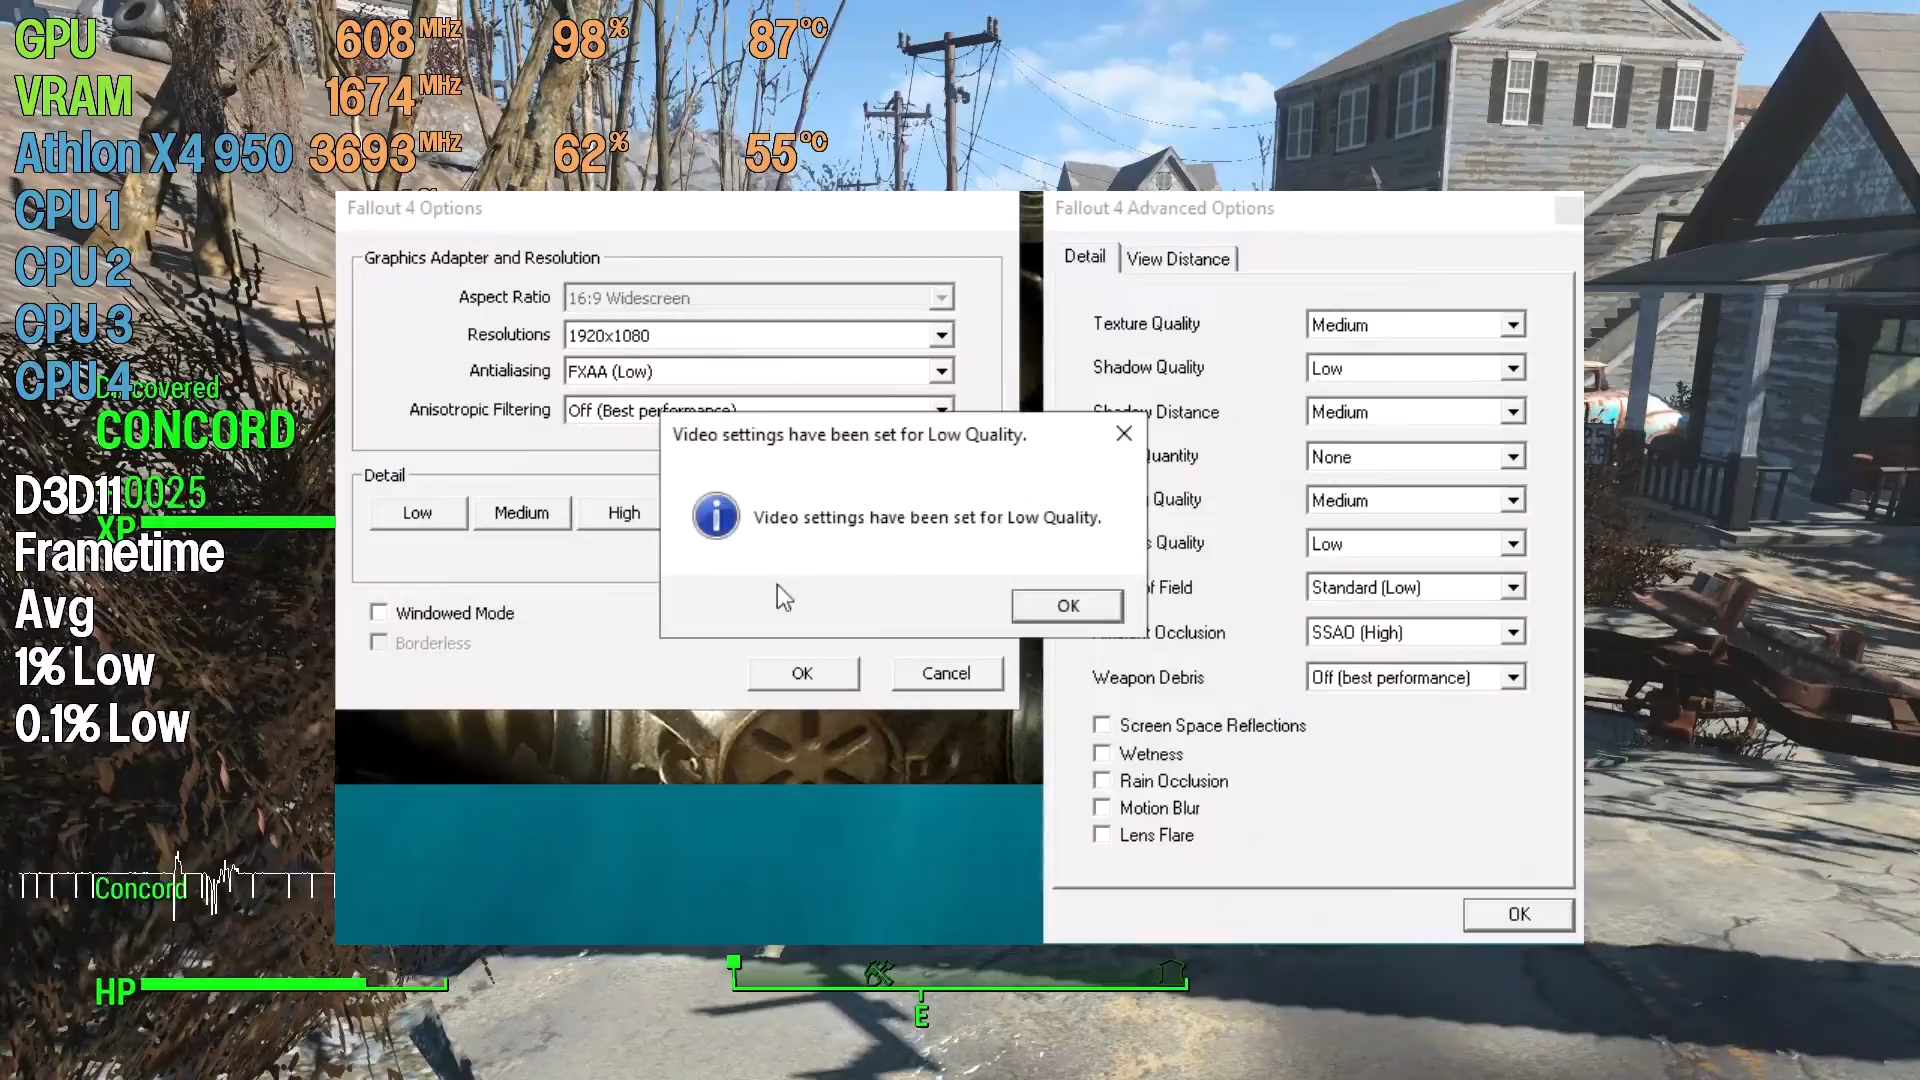 GPU 608 MHz 98% 87°C
VRAM 1674 MHz
Athlon X4 950 3693 MHz 62% 55°C
CPU 1
CPU 2
CPU 3
CPU 4
Discovered
CONCORD
D3D11 0025
XP
Frametime
Avg
1% Low
0.1% Low
Concord
HP
E
Fallout 4 Options
Graphics Adapter and Resolution
Aspect Ratio 16:9 Widescreen
Resolutions 1920x1080
Antialiasing FXAA (Low)
Anisotropic Filtering Off (Best performance)
Detail
Low Medium High
Windowed Mode
Borderless
OK Cancel
Video settings have been set for Low Quality.
Video settings have been set for Low Quality.
OK
Fallout 4 Advanced Options
Detail View Distance
Texture Quality Medium
Shadow Quality Low
Shadow Distance Medium
Quantity None
Quality Medium
s Quality Low
of Field Standard (Low)
Occlusion SSAO (High)
Weapon Debris Off (best performance)
Screen Space Reflections
Wetness
Rain Occlusion
Motion Blur
Lens Flare
OK